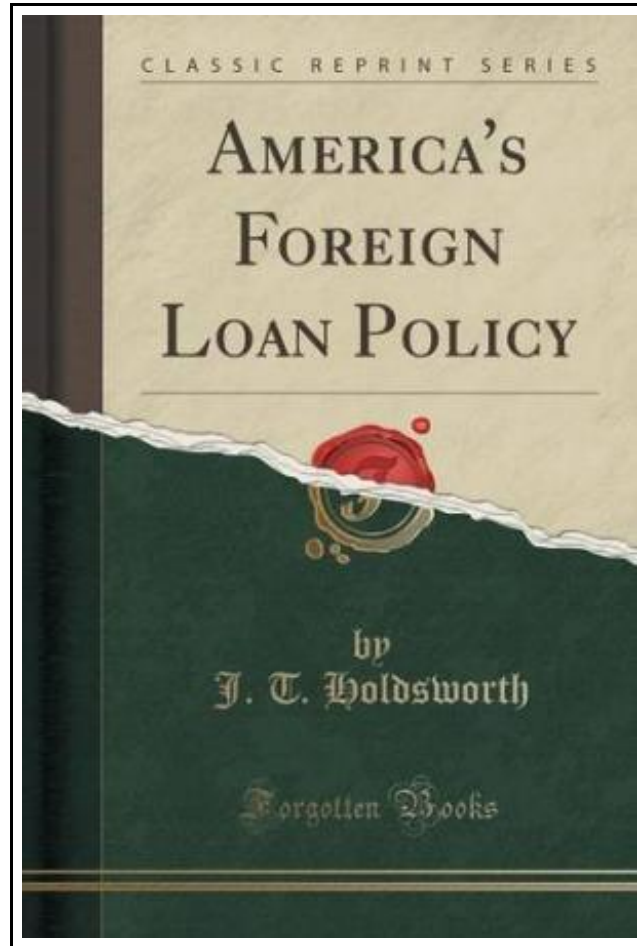 CLASSIC REPRINT SERIES
AMERICA'S
FOREIGN
LOAN POLICY
by
J. T. Holdsworth
Forgotten Books